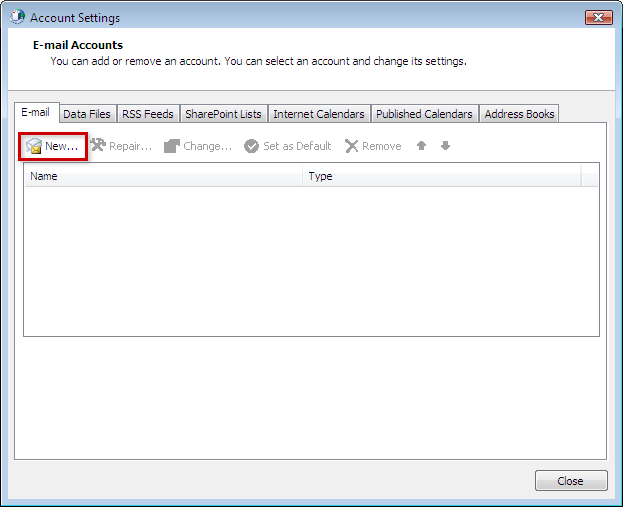 Account Settings
E-mail Accounts
You can add or remove an account. You can select an account and change its settings.
E-mail Data Files RSS Feeds SharePoint Lists Internet Calendars Published Calendars Address Books
New... Repair... Change... Set as Default Remove
Name Type
Close